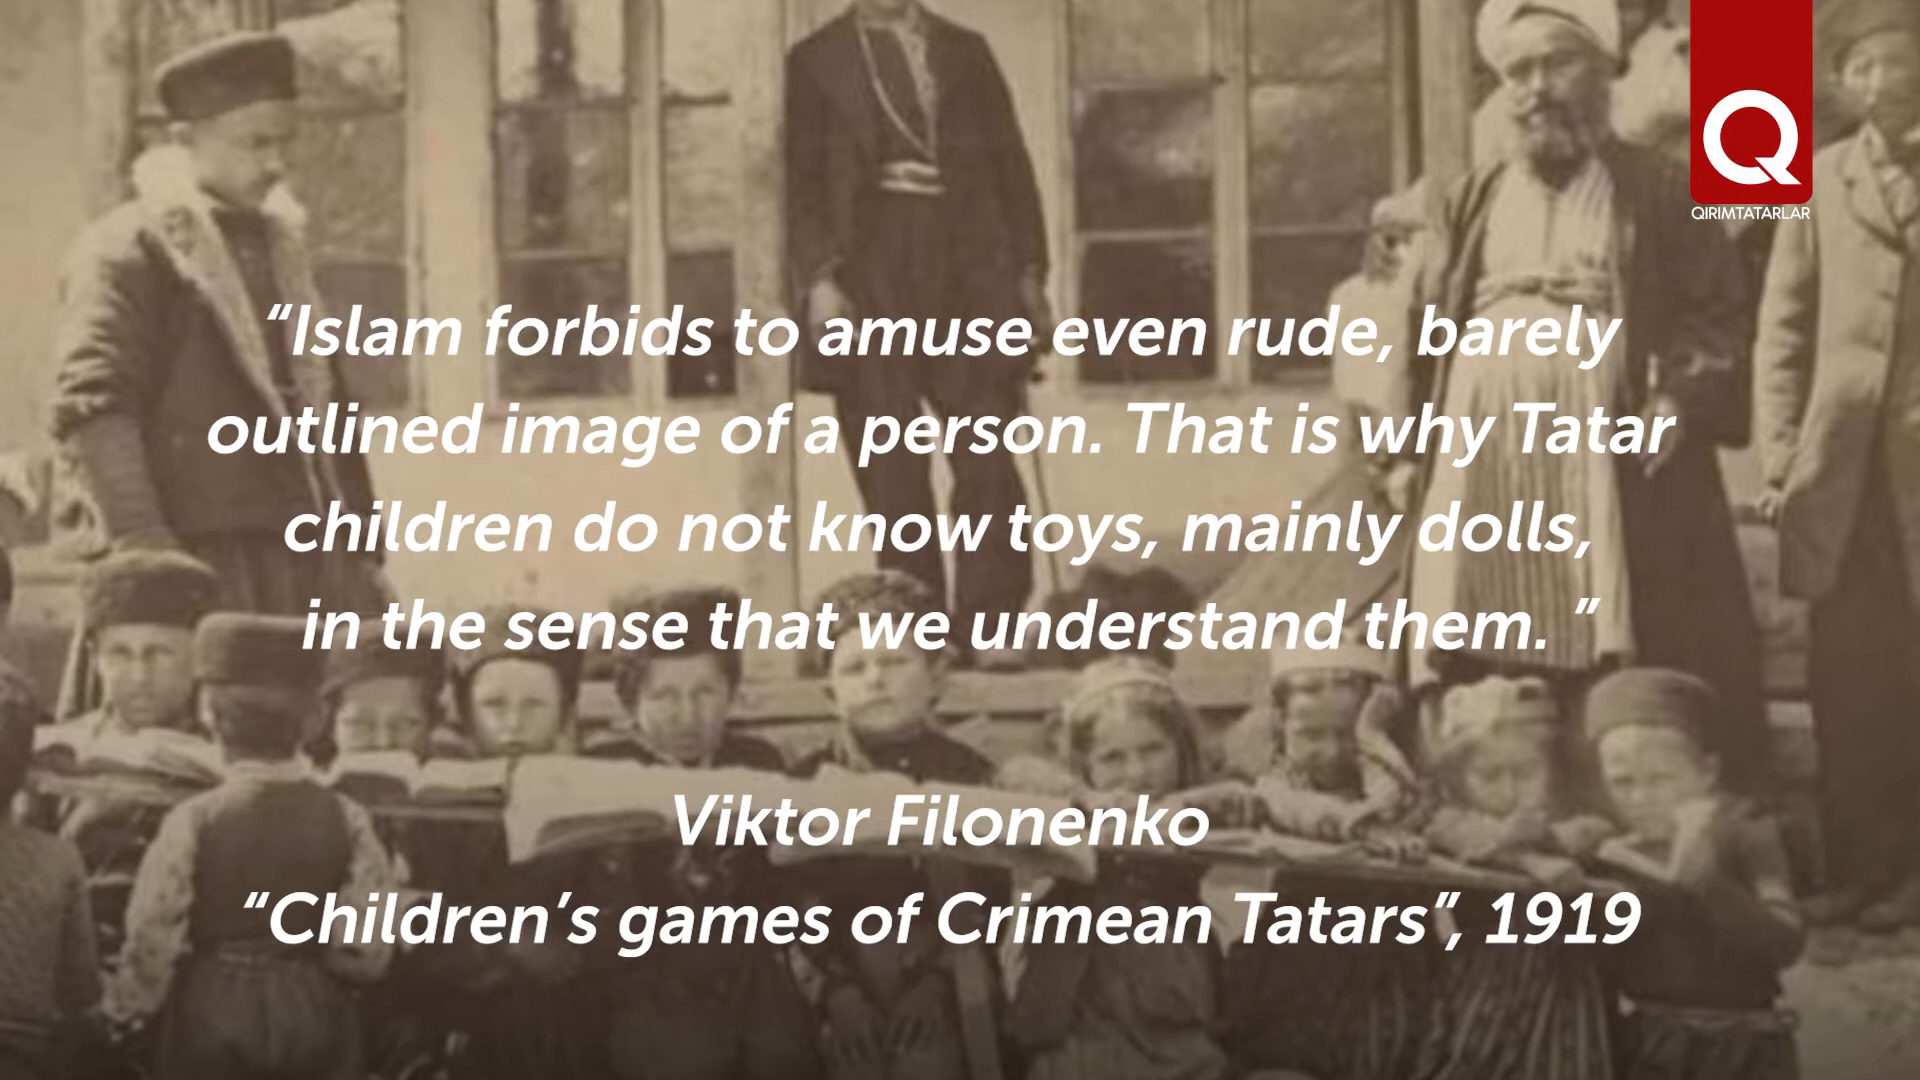 Q
QIRIMTATARLAR
“Islam forbids to amuse even rude, barely
outlined image of a person. That is why Tatar
children do not know toys, mainly dolls,
in the sense that we understand them. ”
Viktor Filonenko
“Children’s games of Crimean Tatars”, 1919